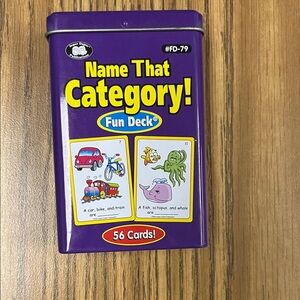 #FD-79
Name That
Category!
Fun Deck®
A car, bike, and train
are
A fish, octopus, and whale
are
56 Cards!